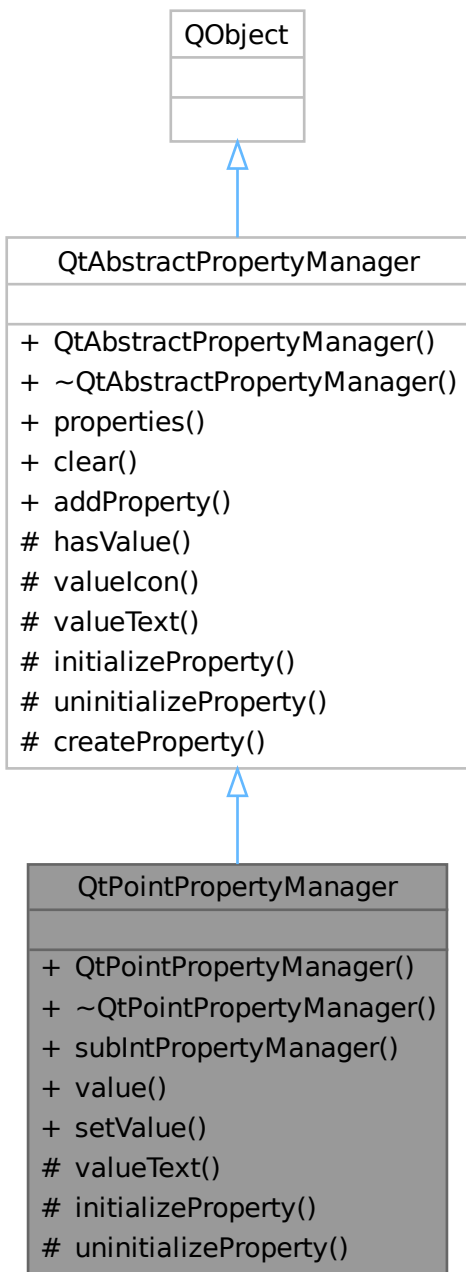 QObject
QtAbstractPropertyManager
+ QtAbstractPropertyManager()
+ ~QtAbstractPropertyManager()
+ properties()
+ clear()
+ addProperty()
# hasValue()
# valueIcon()
# valueText()
# initializeProperty()
# uninitializeProperty()
# createProperty()
QtPointPropertyManager
+ QtPointPropertyManager()
+ ~QtPointPropertyManager()
+ subIntPropertyManager()
+ value()
+ setValue()
# valueText()
# initializeProperty()
# uninitializeProperty()